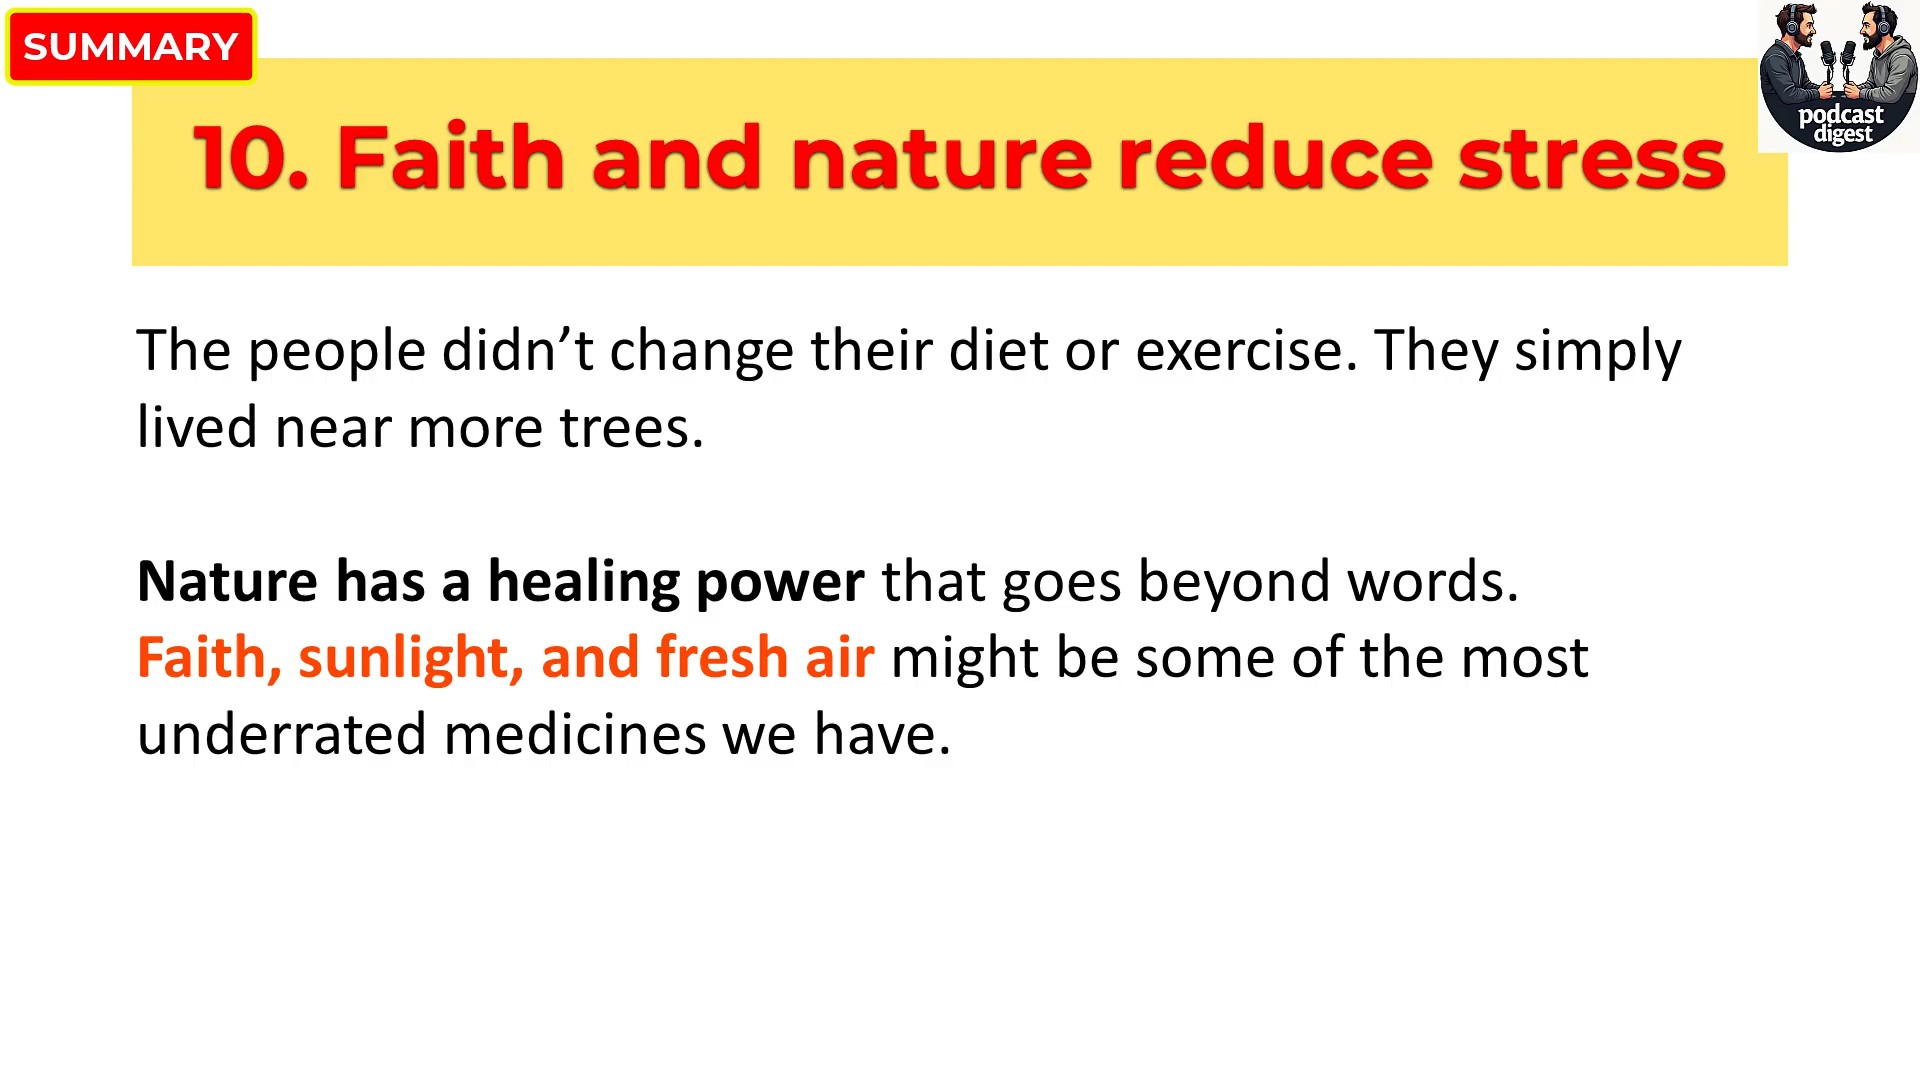 SUMMARY
podcast
digest
10. Faith and nature reduce stress
The people didn’t change their diet or exercise. They simply
lived near more trees.
Nature has a healing power that goes beyond words.
Faith, sunlight, and fresh air might be some of the most
underrated medicines we have.